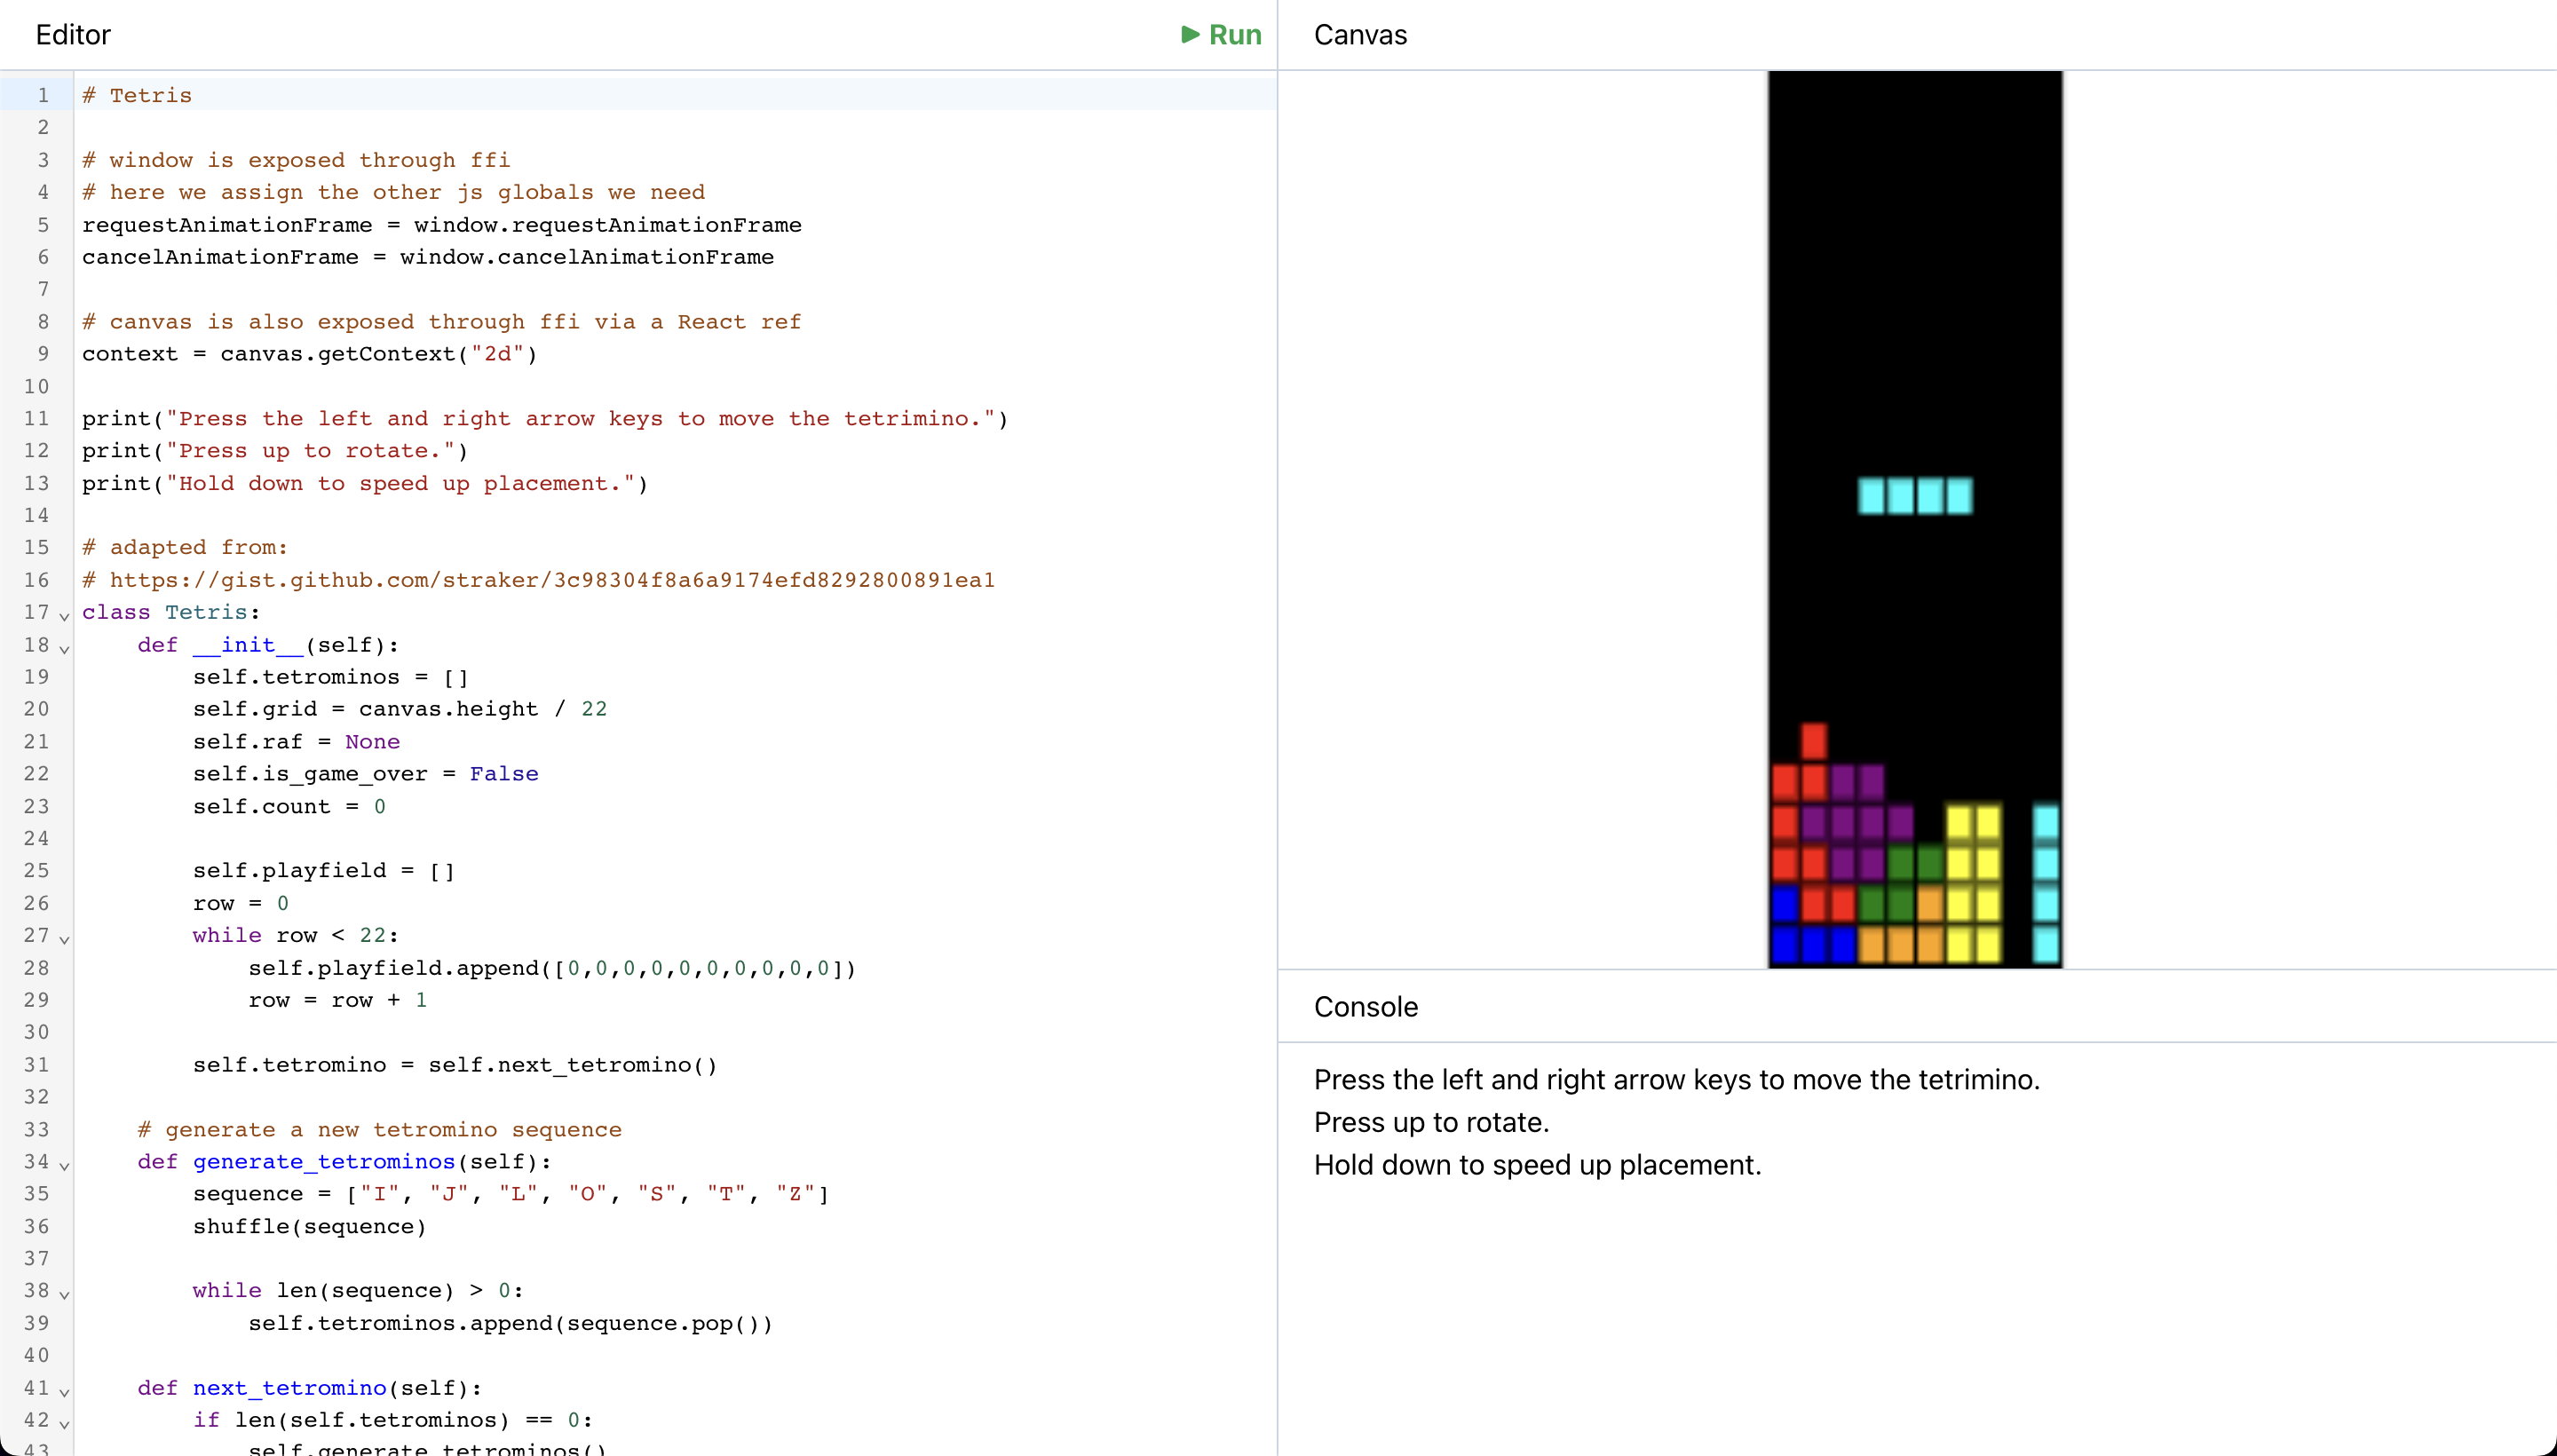 Editor
Run
Canvas
1 # Tetris
2
3 # window is exposed through ffi
4 # here we assign the other js globals we need
5 requestAnimationFrame = window.requestAnimationFrame
6 cancelAnimationFrame = window.cancelAnimationFrame
7
8 # canvas is also exposed through ffi via a React ref
9 context = canvas.getContext("2d")
10
11 print("Press the left and right arrow keys to move the tetrimino.")
12 print("Press up to rotate.")
13 print("Hold down to speed up placement.")
14
15 # adapted from:
16 # https://gist.github.com/straker/3c98304f8a6a9174efd8292800891ea1
17 class Tetris:
18     def __init__(self):
19         self.tetrominos = []
20         self.grid = canvas.height / 22
21         self.raf = None
22         self.is_game_over = False
23         self.count = 0
24
25         self.playfield = []
26         row = 0
27         while row < 22:
28             self.playfield.append([0,0,0,0,0,0,0,0,0,0])
29             row = row + 1
30
31         self.tetromino = self.next_tetromino()
32
33     # generate a new tetromino sequence
34     def generate_tetrominos(self):
35         sequence = ["I", "J", "L", "O", "S", "T", "Z"]
36         shuffle(sequence)
37
38         while len(sequence) > 0:
39             self.tetrominos.append(sequence.pop())
40
41     def next_tetromino(self):
42         if len(self.tetrominos) == 0:
43             self.generate_tetrominos()
Console
Press the left and right arrow keys to move the tetrimino.
Press up to rotate.
Hold down to speed up placement.